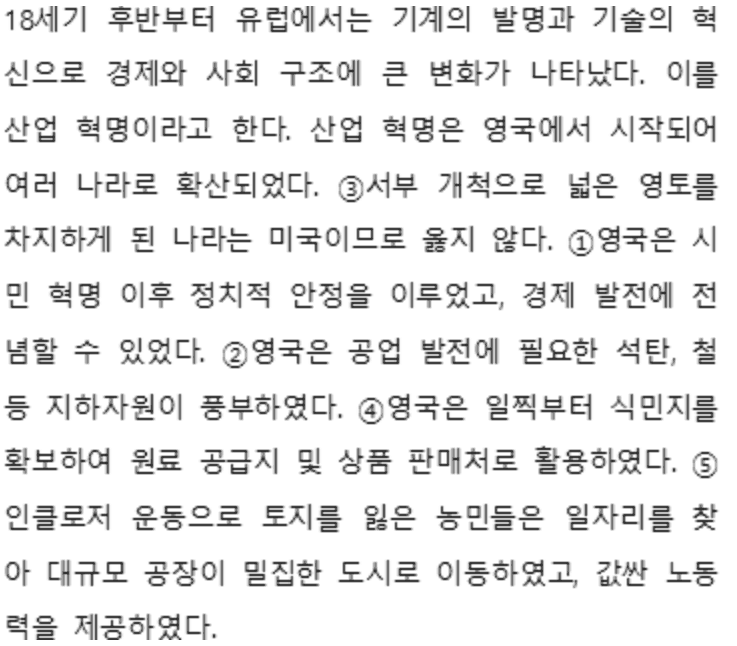 18세기 후반부터 유럽에서는 기계의 발명과 기술의 혁
신으로 경제와 사회 구조에 큰 변화가 나타났다. 이를
산업 혁명이라고 한다. 산업 혁명은 영국에서 시작되어
여러 나라로 확산되었다. ③서부 개척으로 넓은 영토를
차지하게 된 나라는 미국이므로 옳지 않다. ①영국은 시
민 혁명 이후 정치적 안정을 이루었고, 경제 발전에 전
념할 수 있었다. ②영국은 공업 발전에 필요한 석탄, 철
등 지하자원이 풍부하였다. ④영국은 일찍부터 식민지를
확보하여 원료 공급지 및 상품 판매처로 활용하였다. ⑤
인클로저 운동으로 토지를 잃은 농민들은 일자리를 찾
아 대규모 공장이 밀집한 도시로 이동하였고, 값싼 노동
력을 제공하였다.